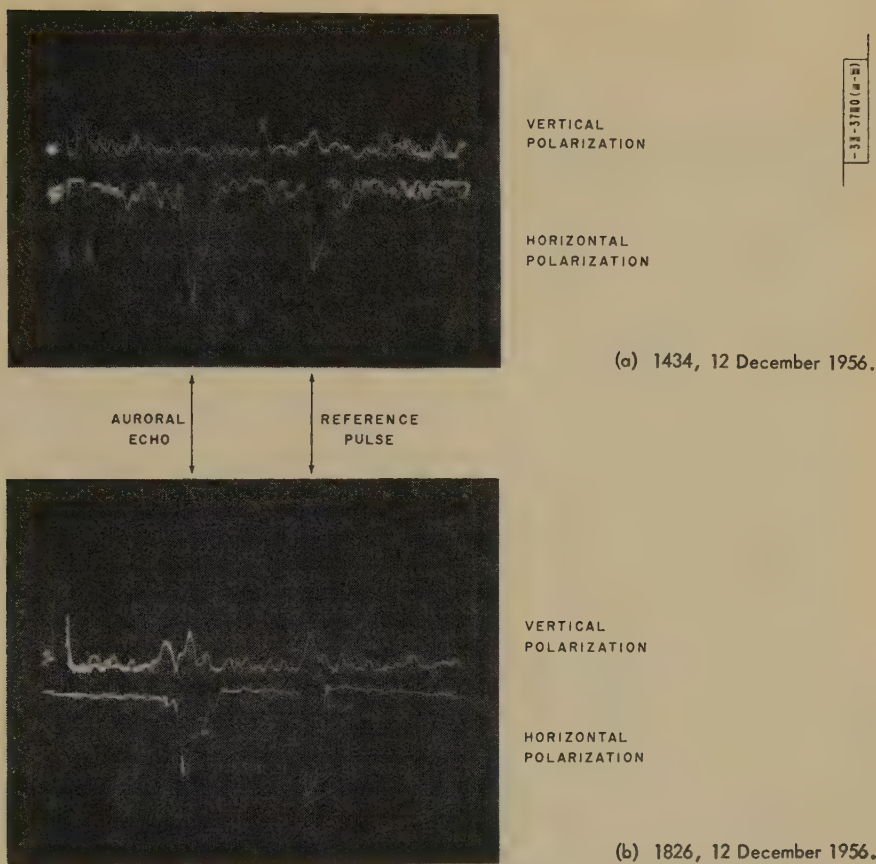 VERTICAL
POLARIZATION
HORIZONTAL
POLARIZATION
(a) 1434, 12 December 1956.
AURORAL
ECHO
REFERENCE
PULSE
VERTICAL
POLARIZATION
HORIZONTAL
POLARIZATION
(b) 1826, 12 December 1956.